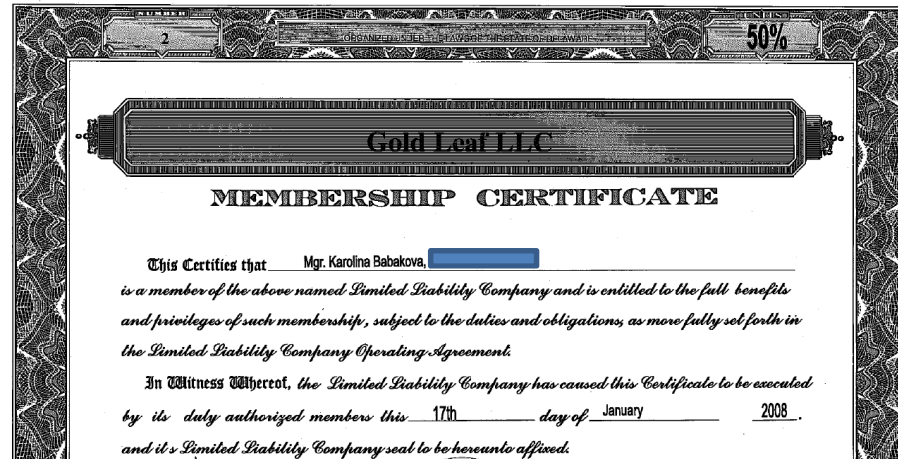 NUMBER
2
ORGANIZED UNDER THE LAWS OF THE STATE OF DELAWARE
UNITS
50%
Gold Leaf LLC
MEMBERSHIP CERTIFICATE
This Certifies that Mgr. Karolina Babakova,
is a member of the above named Limited Liability Company and is entitled to the full benefits
and privileges of such membership, subject to the duties and obligations, as more fully set forth in
the Limited Liability Company Operating Agreement.
In Witness Whereof, the Limited Liability Company has caused this Certificate to be executed
by its duly authorized members this 17th day of January 2008.
and it s Limited Liability Company seal to be hereunto affixed.